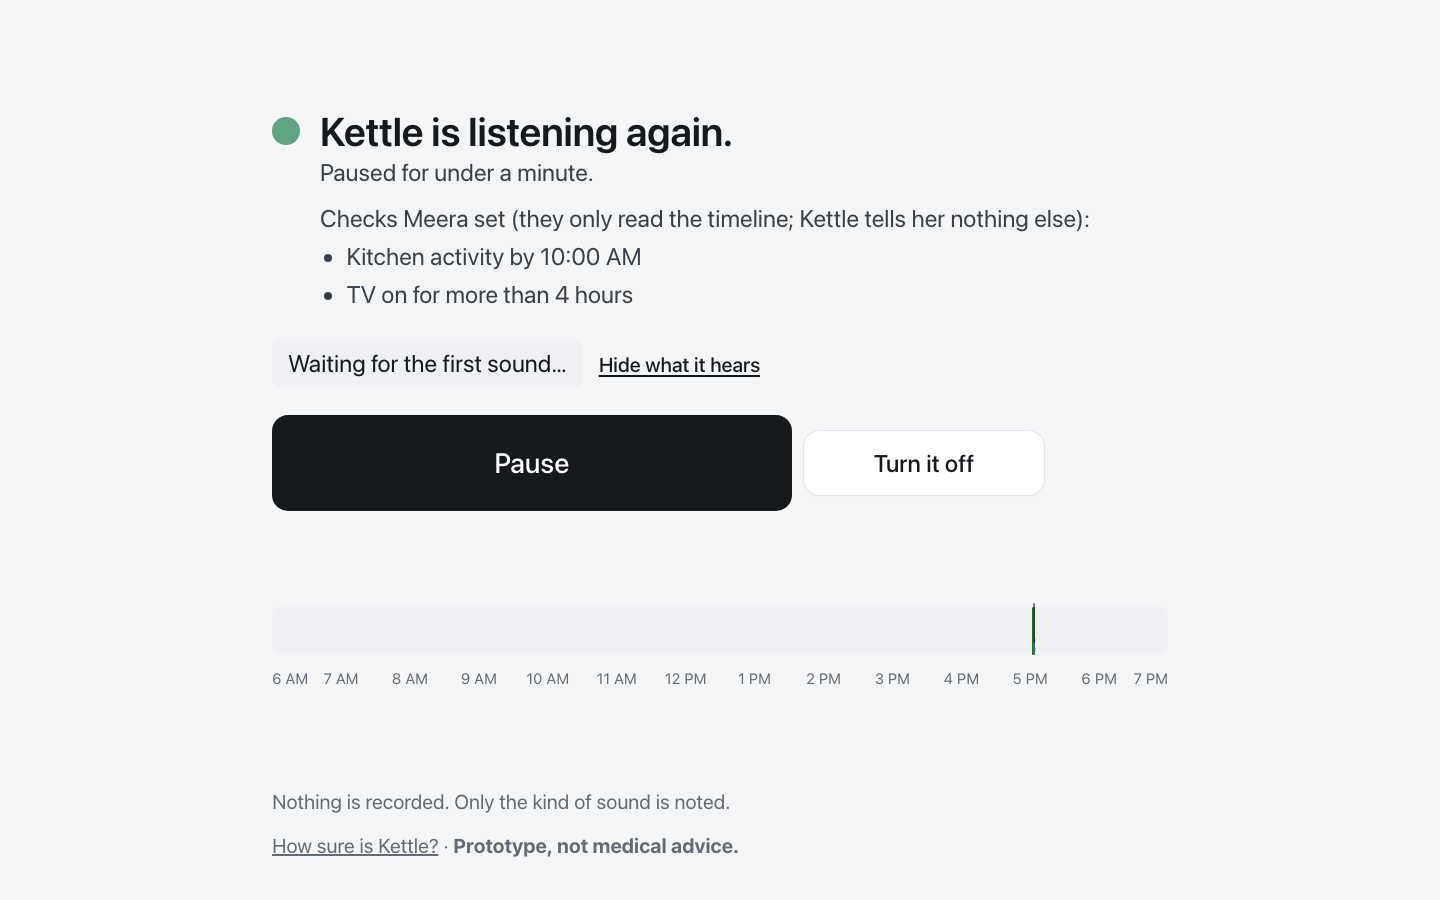 Kettle is listening again.
Paused for under a minute.
Checks Meera set (they only read the timeline; Kettle tells her nothing else):
• Kitchen activity by 10:00 AM
• TV on for more than 4 hours
Waiting for the first sound... Hide what it hears
Pause Turn it off
6 AM 7 AM 8 AM 9 AM 10 AM 11 AM 12 PM 1 PM 2 PM 3 PM 4 PM 5 PM 6 PM 7 PM
Nothing is recorded. Only the kind of sound is noted.
How sure is Kettle? · Prototype, not medical advice.